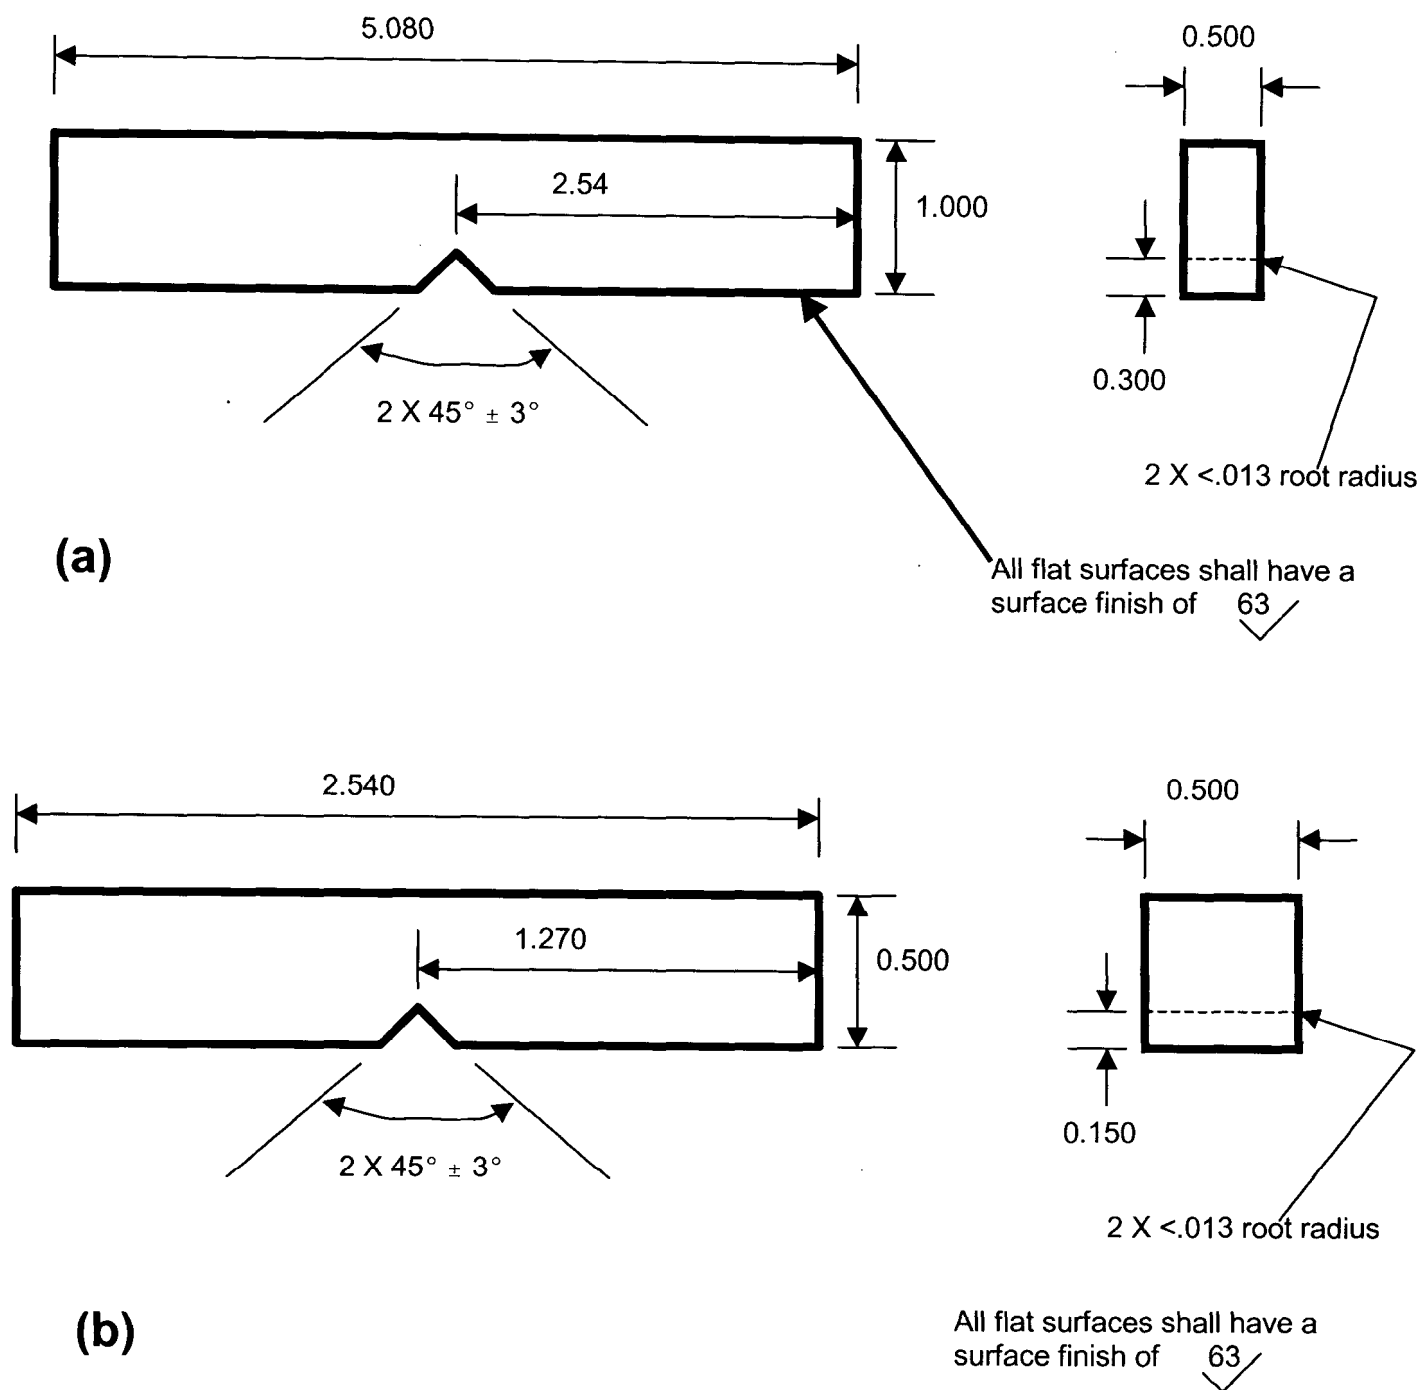 5.080
0.500
2.54
1.000
0.300
2 X 45° ± 3°
2 X <.013 root radius
(a)
All flat surfaces shall have a
surface finish of 63
2.540
0.500
1.270
0.500
0.150
2 X 45° ± 3°
2 X <.013 root radius
(b)
All flat surfaces shall have a
surface finish of 63